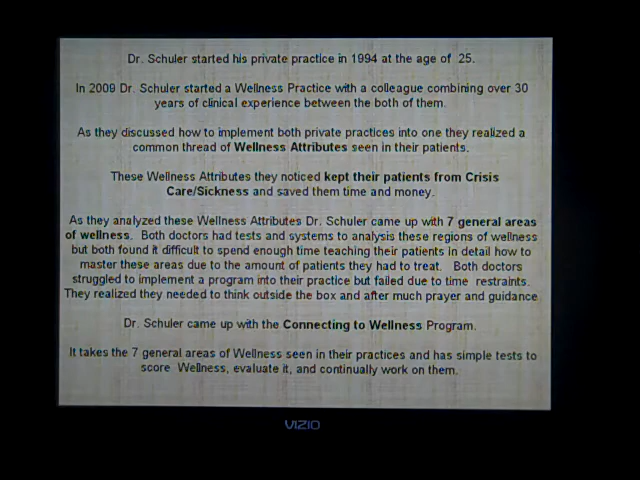 Dr. Schuler started his private practice in 1994 at the age of 25.
In 2009 Dr. Schuler started a Wellness Practice with a colleague combining over 30
years of clinical experience between the both of them.
As they discussed how to implement both private practices into one they realized a
common thread of Wellness Attributes seen in their patients.
These Wellness Attributes they noticed kept their patients from Crisis
Care/Sickness and saved them time and money.
As they analyzed these Wellness Attributes Dr. Schuler came up with 7 general areas
of wellness. Both doctors had tests and systems to analysis these regions of wellness
but both found it difficult to spend enough time teaching their patients in detail how to
master these areas due to the amount of patients they had to treat. Both doctors
struggled to implement a program into their practice but failed due to time restraints.
They realized they needed to think outside the box and after much prayer and guidance
Dr. Schuler came up with the Connecting to Wellness Program.
It takes the 7 general areas of Wellness seen in their practices and has simple tests to
score Wellness, evaluate it, and continually work on them.
VIZIO